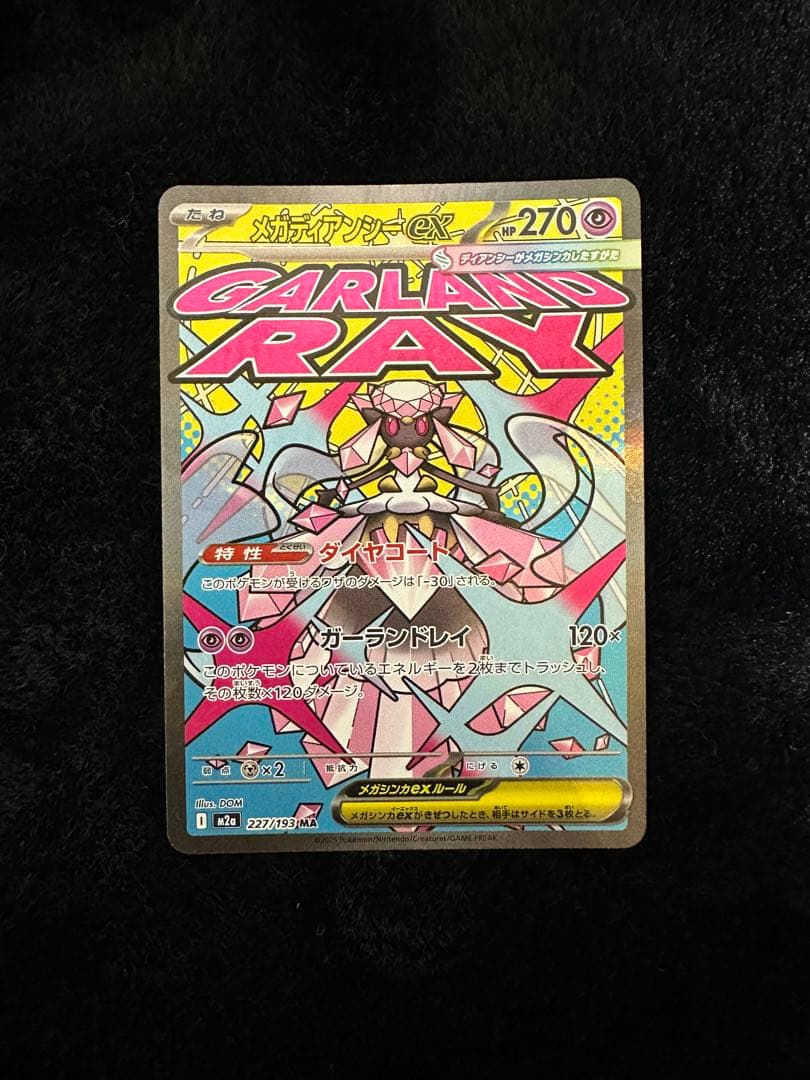 たね
メガディアンシーex
HP270
ディアンシーがメガシンカしたすがた
GARLAND
RAY
特性 とくせい ダイヤコート
このポケモンが受けるワザのダメージは「-30」される。
ガーランドレイ 120×
このポケモンについているエネルギーを2枚までトラッシュし、
その枚数×120ダメージ。
弱点 ×2 抵抗力 にげる
メガシンカexルール
メガシンカexがきぜつしたとき、相手はサイドを3枚とる。
Illus. DOM
I M2a 227/193 MA
©2025 Pokémon/Nintendo/Creatures/GAME FREAK